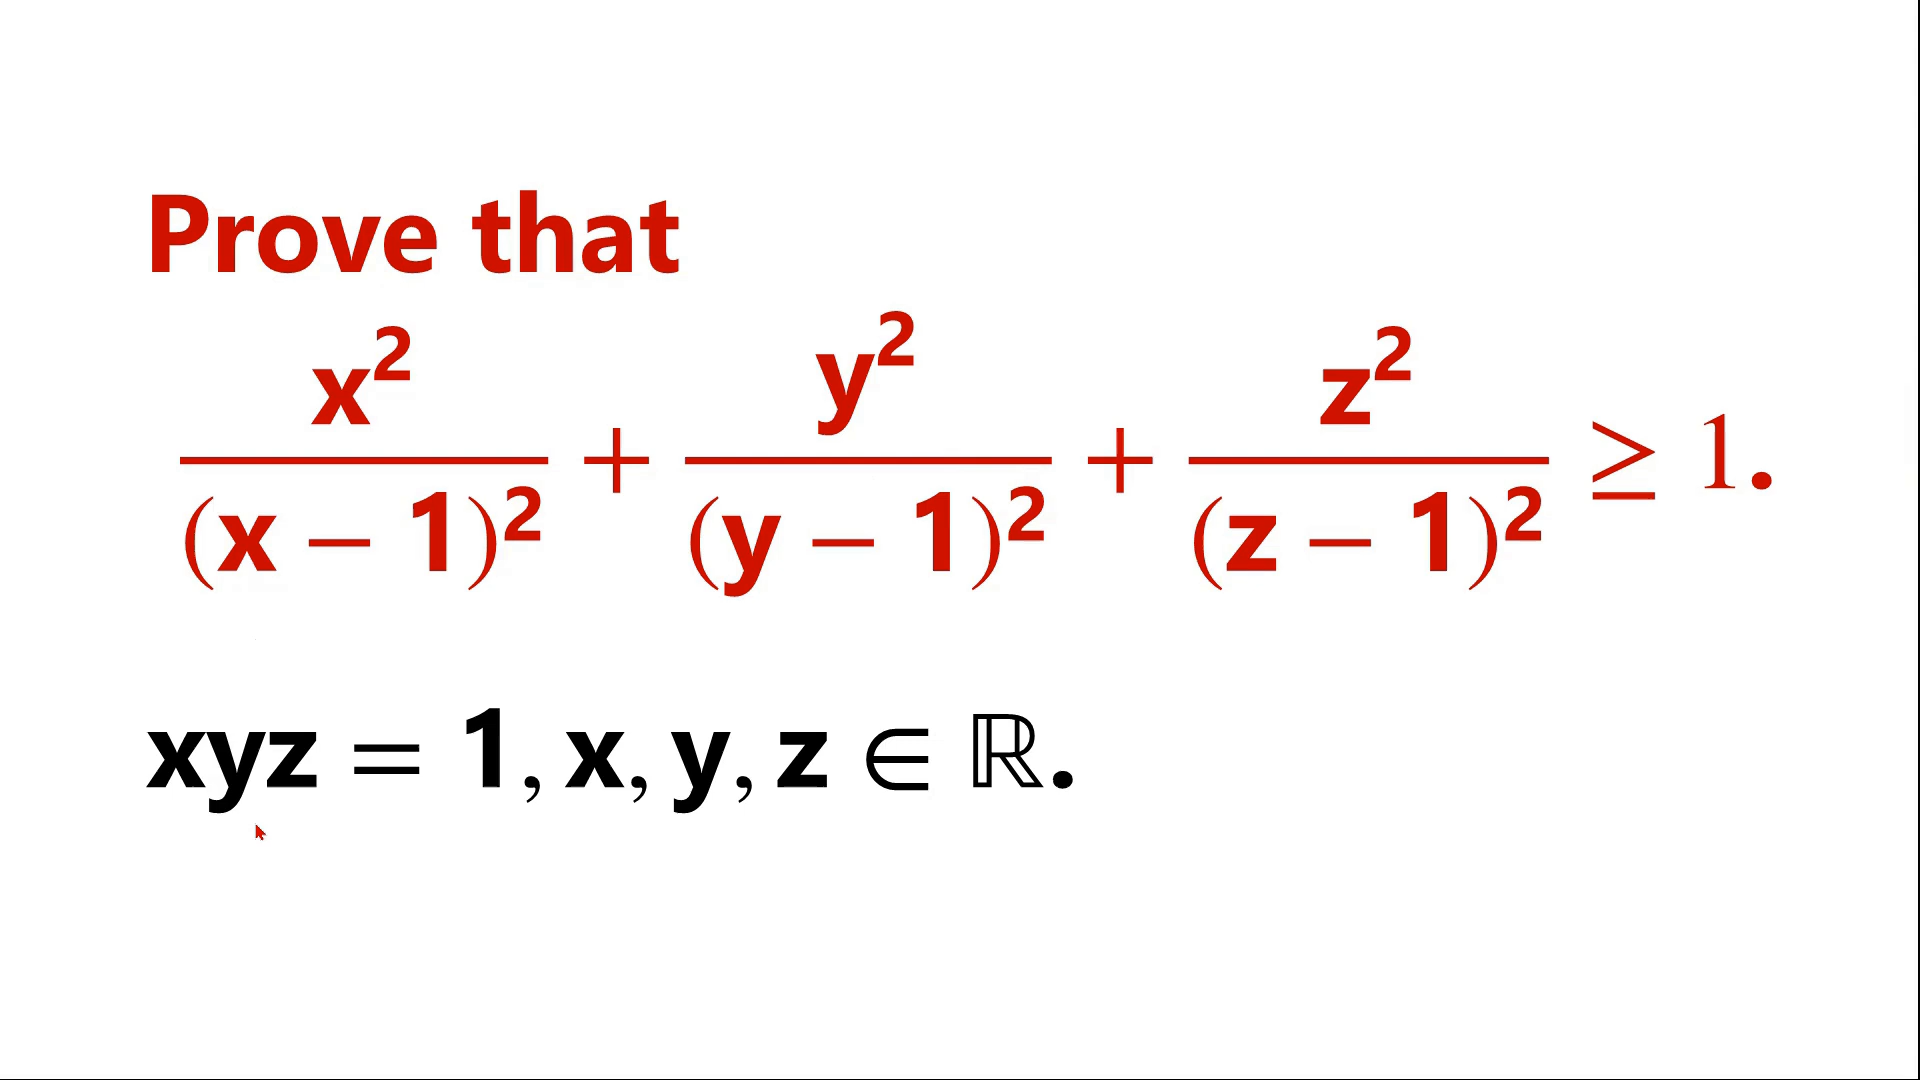 Prove that
x²/(x − 1)² + y²/(y − 1)² + z²/(z − 1)² ≥ 1.
xyz = 1, x, y, z ∈ ℝ.